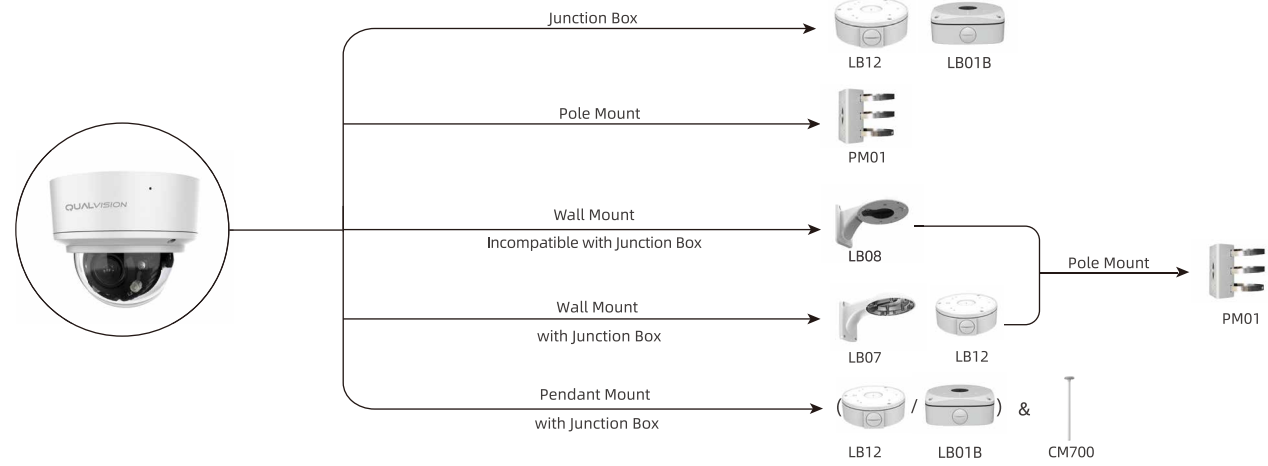 Junction Box
LB12
LB01B
Pole Mount
PM01
QUALVISION
Wall Mount
Incompatible with Junction Box
LB08
Pole Mount
PM01
Wall Mount
with Junction Box
LB07
LB12
Pendant Mount
with Junction Box
( / ) &
LB12
LB01B
CM700